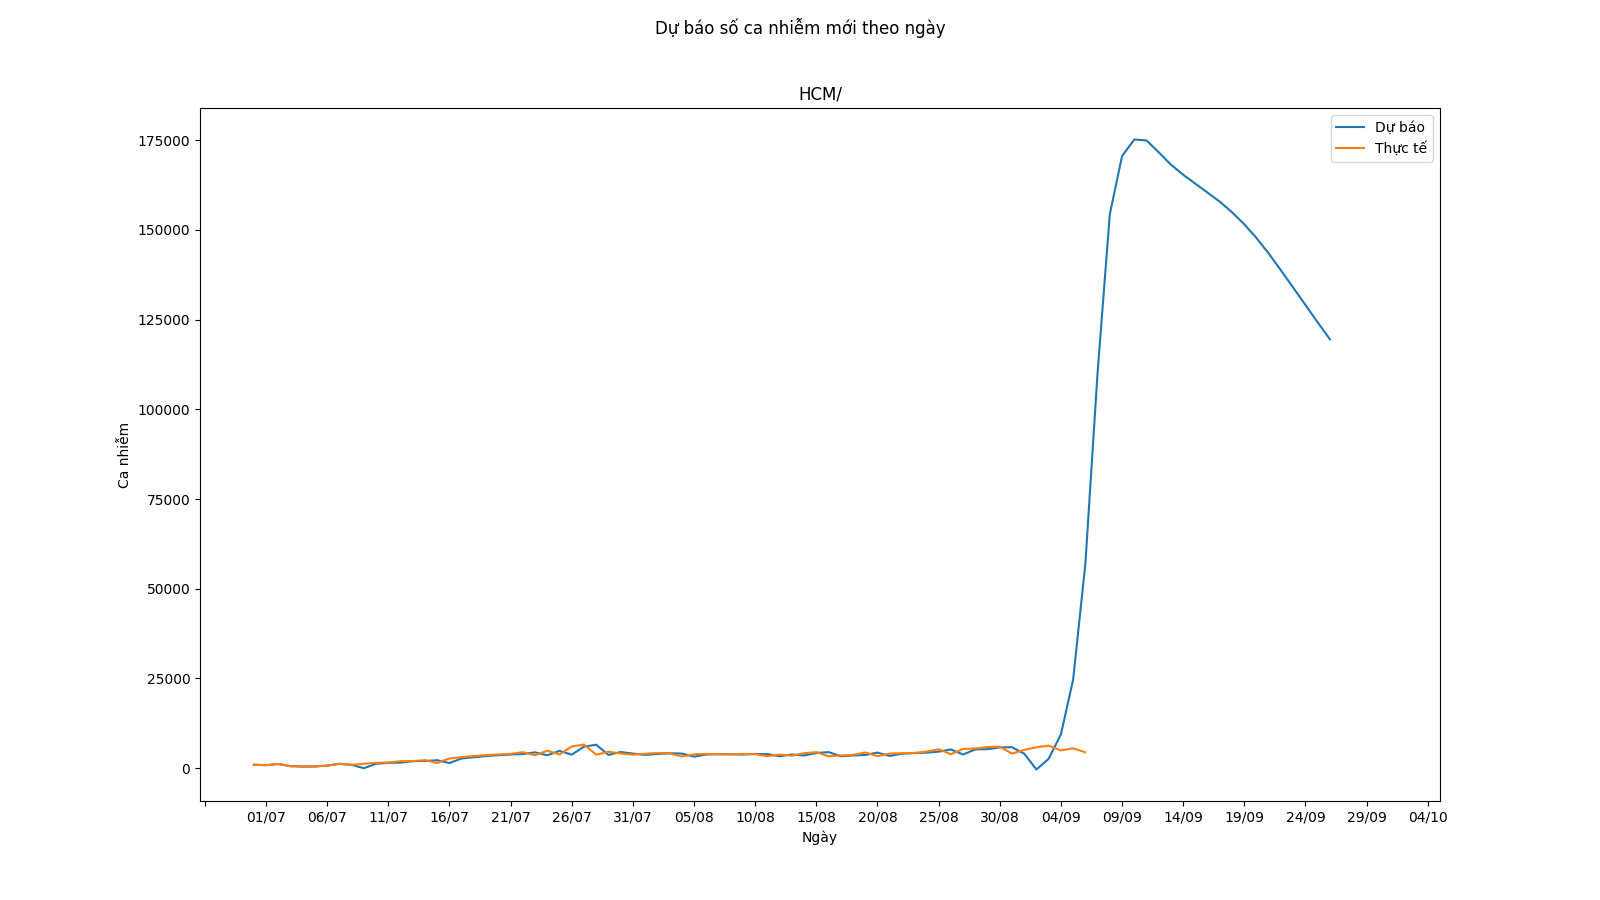 Dự báo số ca nhiễm mới theo ngày
HCM/
Dự báo
Thực tế
175000
150000
125000
100000
75000
50000
25000
0
Ca nhiễm
01/07 06/07 11/07 16/07 21/07 26/07 31/07 05/08 10/08 15/08 20/08 25/08 30/08 04/09 09/09 14/09 19/09 24/09 29/09 04/10
Ngày